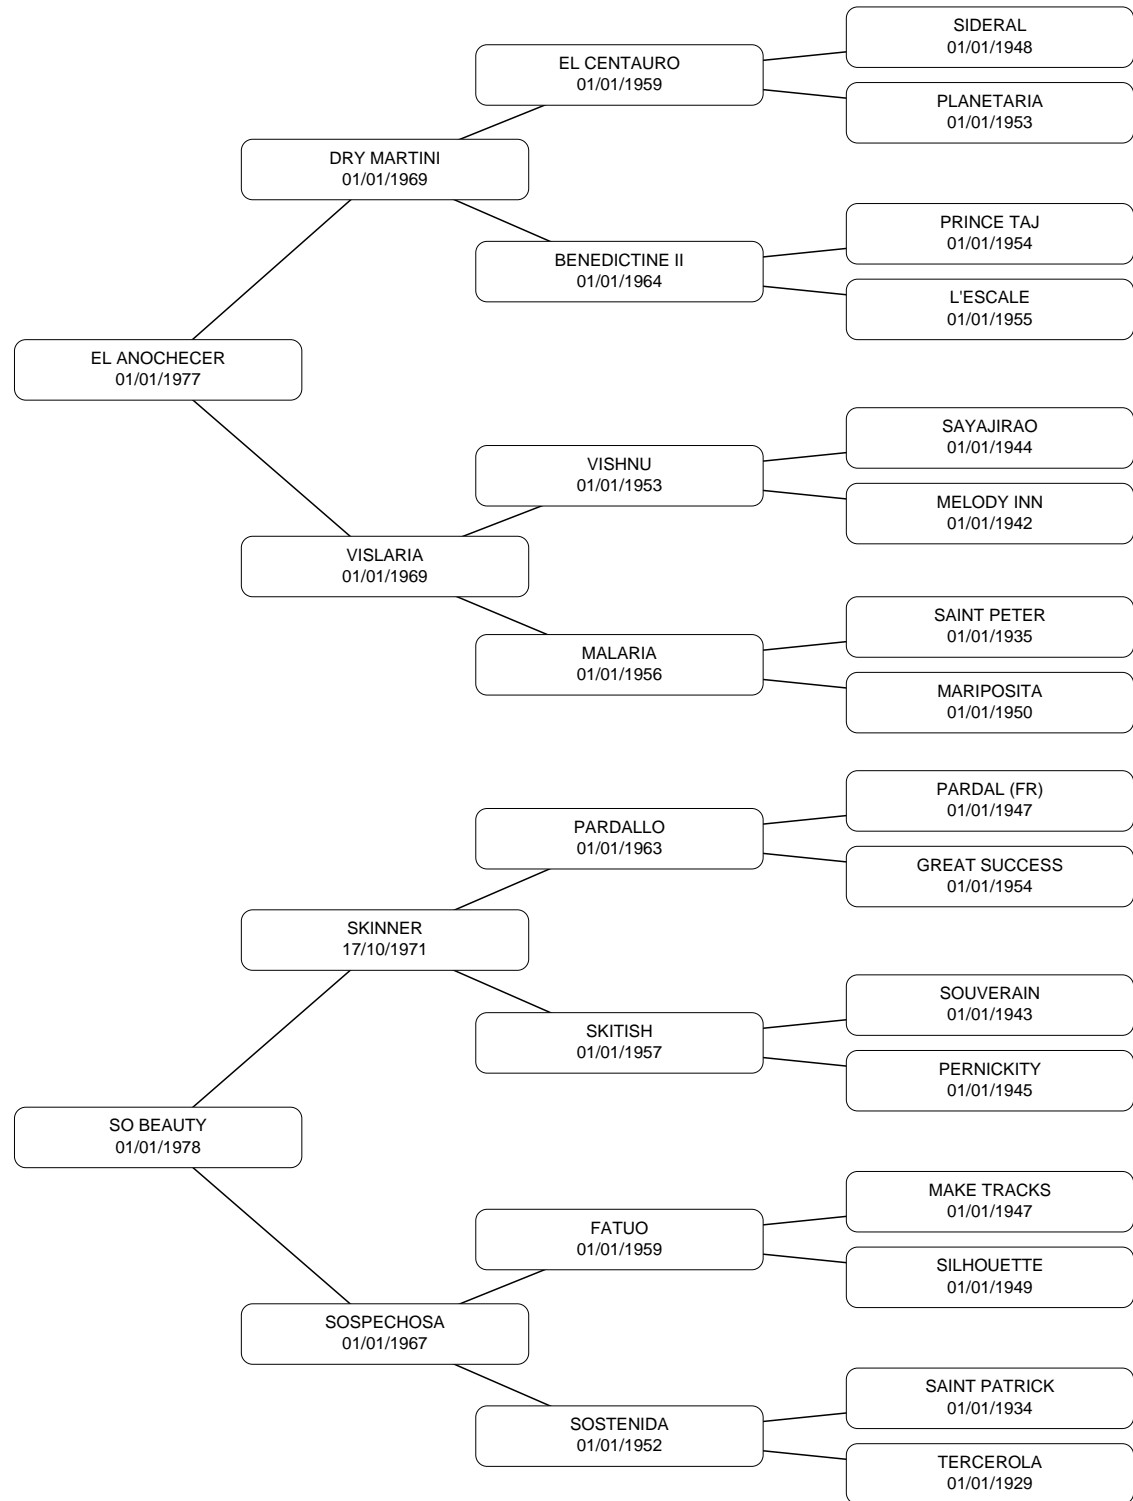 SIDERAL
01/01/1948
EL CENTAURO
01/01/1959
PLANETARIA
01/01/1953
DRY MARTINI
01/01/1969
PRINCE TAJ
01/01/1954
BENEDICTINE II
01/01/1964
L'ESCALE
01/01/1955
EL ANOCHECER
01/01/1977
SAYAJIRAO
01/01/1944
VISHNU
01/01/1953
MELODY INN
01/01/1942
VISLARIA
01/01/1969
SAINT PETER
01/01/1935
MALARIA
01/01/1956
MARIPOSITA
01/01/1950
PARDAL (FR)
01/01/1947
PARDALLO
01/01/1963
GREAT SUCCESS
01/01/1954
SKINNER
17/10/1971
SOUVERAIN
01/01/1943
SKITISH
01/01/1957
PERNICKITY
01/01/1945
SO BEAUTY
01/01/1978
MAKE TRACKS
01/01/1947
FATUO
01/01/1959
SILHOUETTE
01/01/1949
SOSPECHOSA
01/01/1967
SAINT PATRICK
01/01/1934
SOSTENIDA
01/01/1952
TERCEROLA
01/01/1929